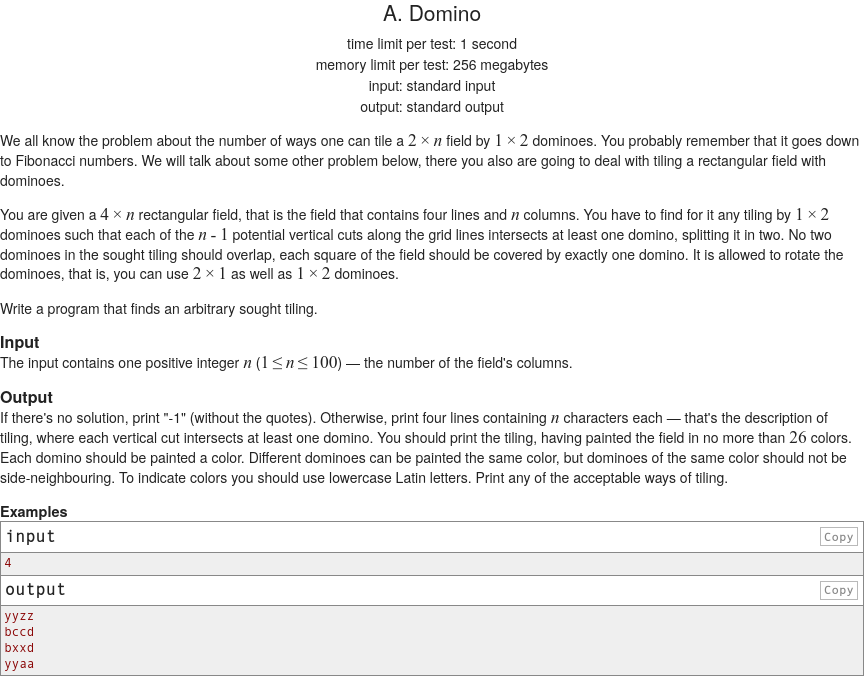 A. Domino
time limit per test: 1 second
memory limit per test: 256 megabytes
input: standard input
output: standard output
We all know the problem about the number of ways one can tile a 2 × n field by 1 × 2 dominoes. You probably remember that it goes down
to Fibonacci numbers. We will talk about some other problem below, there you also are going to deal with tiling a rectangular field with
dominoes.
You are given a 4 × n rectangular field, that is the field that contains four lines and n columns. You have to find for it any tiling by 1 × 2
dominoes such that each of the n - 1 potential vertical cuts along the grid lines intersects at least one domino, splitting it in two. No two
dominoes in the sought tiling should overlap, each square of the field should be covered by exactly one domino. It is allowed to rotate the
dominoes, that is, you can use 2 × 1 as well as 1 × 2 dominoes.
Write a program that finds an arbitrary sought tiling.
Input
The input contains one positive integer n (1 ≤ n ≤ 100) — the number of the field's columns.
Output
If there's no solution, print "-1" (without the quotes). Otherwise, print four lines containing n characters each — that's the description of
tiling, where each vertical cut intersects at least one domino. You should print the tiling, having painted the field in no more than 26 colors.
Each domino should be painted a color. Different dominoes can be painted the same color, but dominoes of the same color should not be
side-neighbouring. To indicate colors you should use lowercase Latin letters. Print any of the acceptable ways of tiling.
Examples
input Copy
4
output Copy
yyzz
bccd
bxxd
yyaa